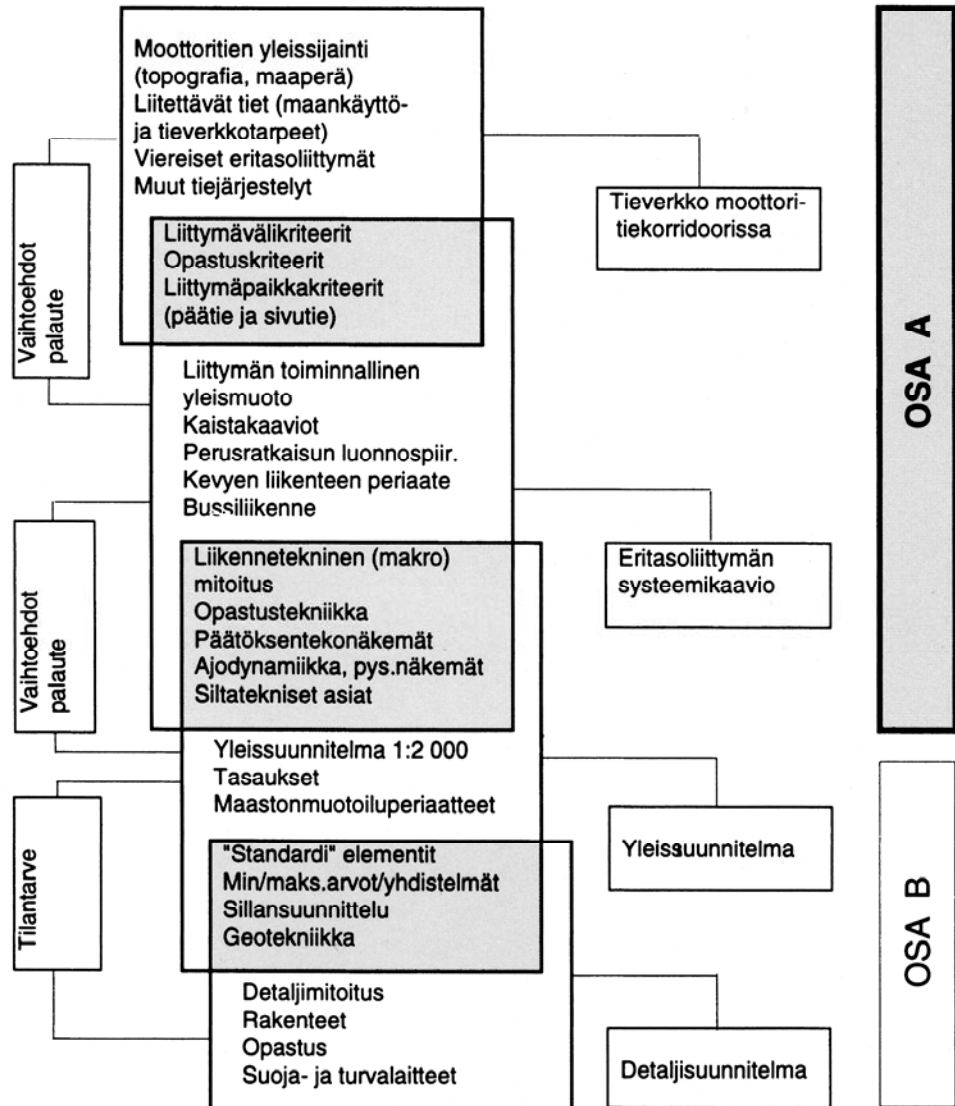 Moottoritien yleissijainti
(topografia, maaperä)
Liitettävät tiet (maankäyttö-
ja tieverkkotarpeet)
Viereiset eritasoliittymät
Muut tiejärjestelyt
Liittymävälikriteerit
Opastuskriteerit
Liittymäpaikkakriteerit
(päätie ja sivutie)
Vaihtoehdot
palaute
Tieverkko moottori-
tiekorridoorissa
OSA A
Liittymän toiminnallinen
yleismuoto
Kaistakaaviot
Perusratkaisun luonnospiir.
Kevyen liikenteen periaate
Bussiliikenne
Liikennetekninen (makro)
mitoitus
Opastustekniikka
Päätöksentekonäkemät
Ajodynamiikka, pys.näkemät
Siltatekniset asiat
Vaihtoehdot
palaute
Eritasoliittymän
systeemikaavio
Yleissuunnitelma 1:2 000
Tasaukset
Maastonmuotoiluperiaatteet
"Standardi" elementit
Min/maks.arvot/yhdistelmät
Sillansuunnittelu
Geotekniikka
Tilantarve
Yleissuunnitelma
OSA B
Detaljimitoitus
Rakenteet
Opastus
Suoja- ja turvalaitteet
Detaljisuunnitelma